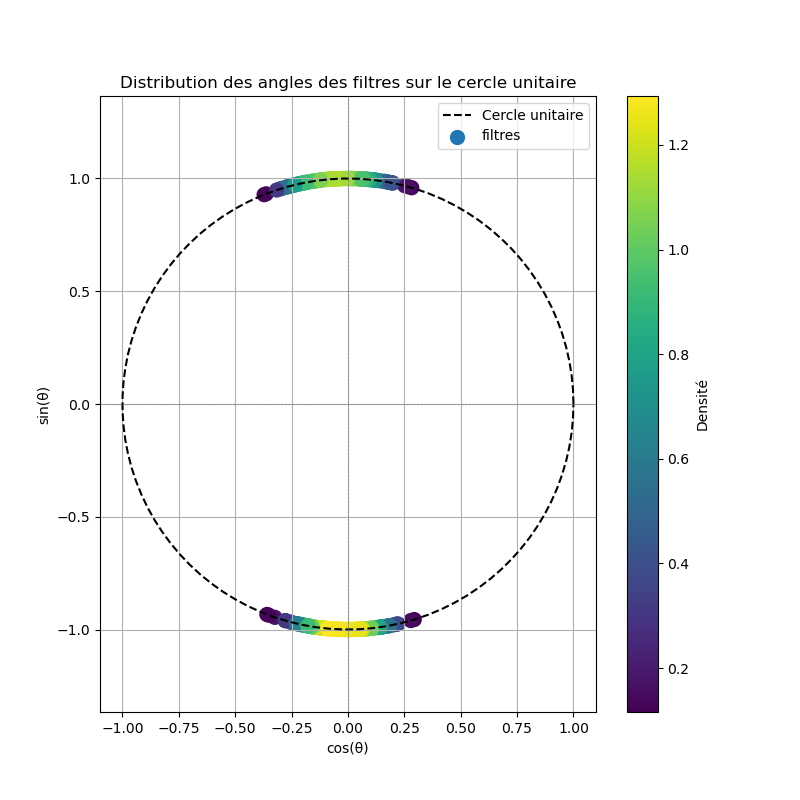 Distribution des angles des filtres sur le cercle unitaire
Cercle unitaire
filtres
1.0
0.5
0.0
−0.5
−1.0
sin(θ)
−1.00 −0.75 −0.50 −0.25 0.00 0.25 0.50 0.75 1.00
cos(θ)
1.2
1.0
0.8
0.6
0.4
0.2
Densité